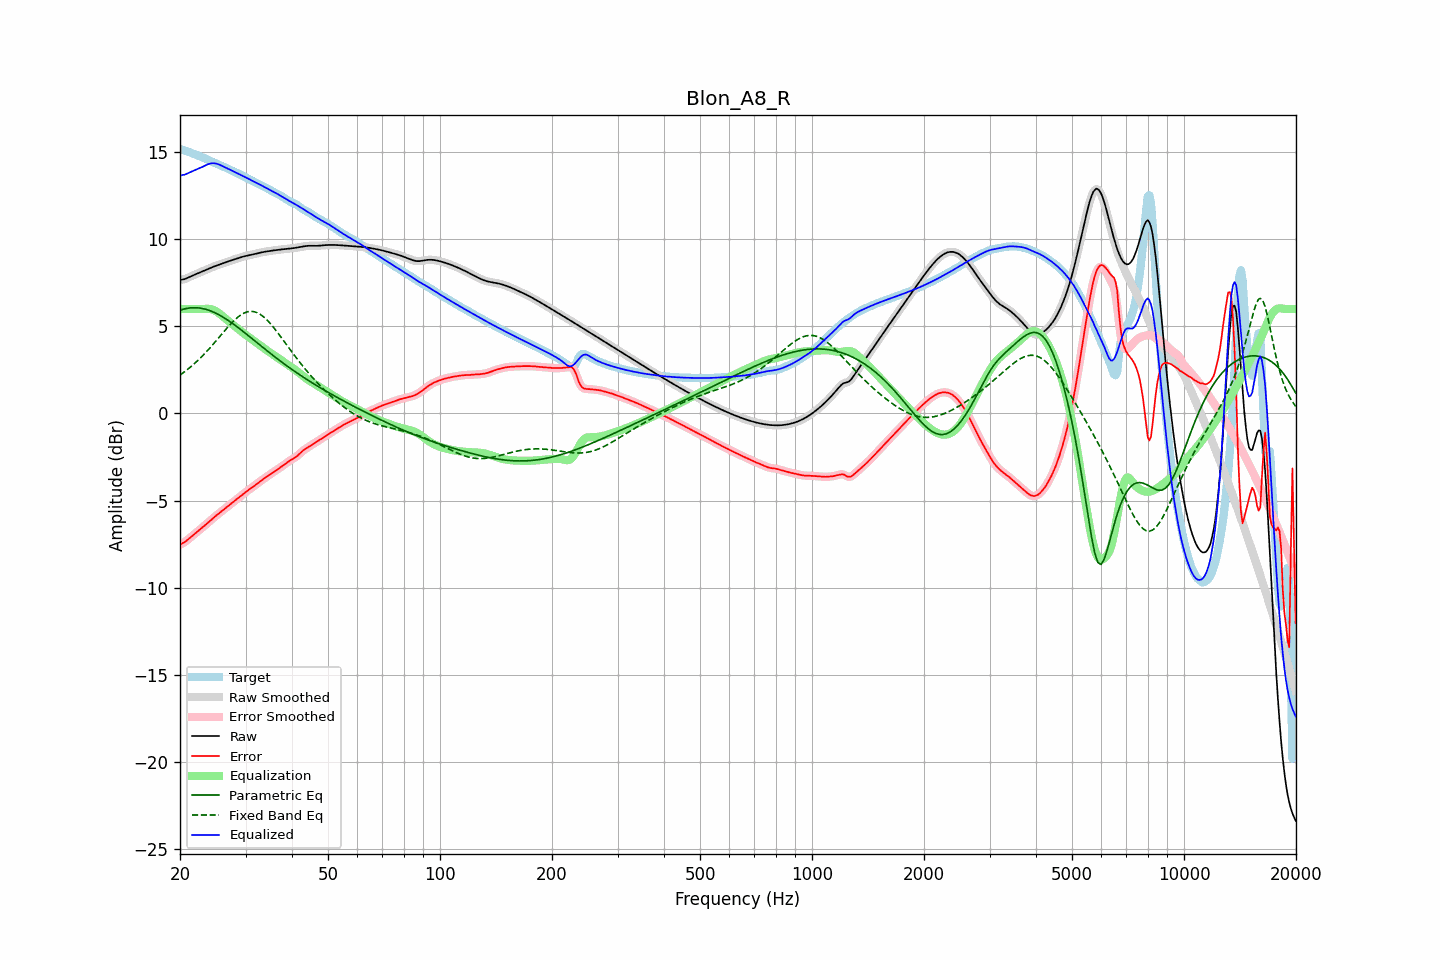 Blon_A8_R
Amplitude (dBr)
15
10
5
0
−5
−10
−15
−20
−25
Target
Raw Smoothed
Error Smoothed
Raw
Error
Equalization
Parametric Eq
Fixed Band Eq
Equalized
20 50 100 200 500 1000 2000 5000 10000 20000
Frequency (Hz)